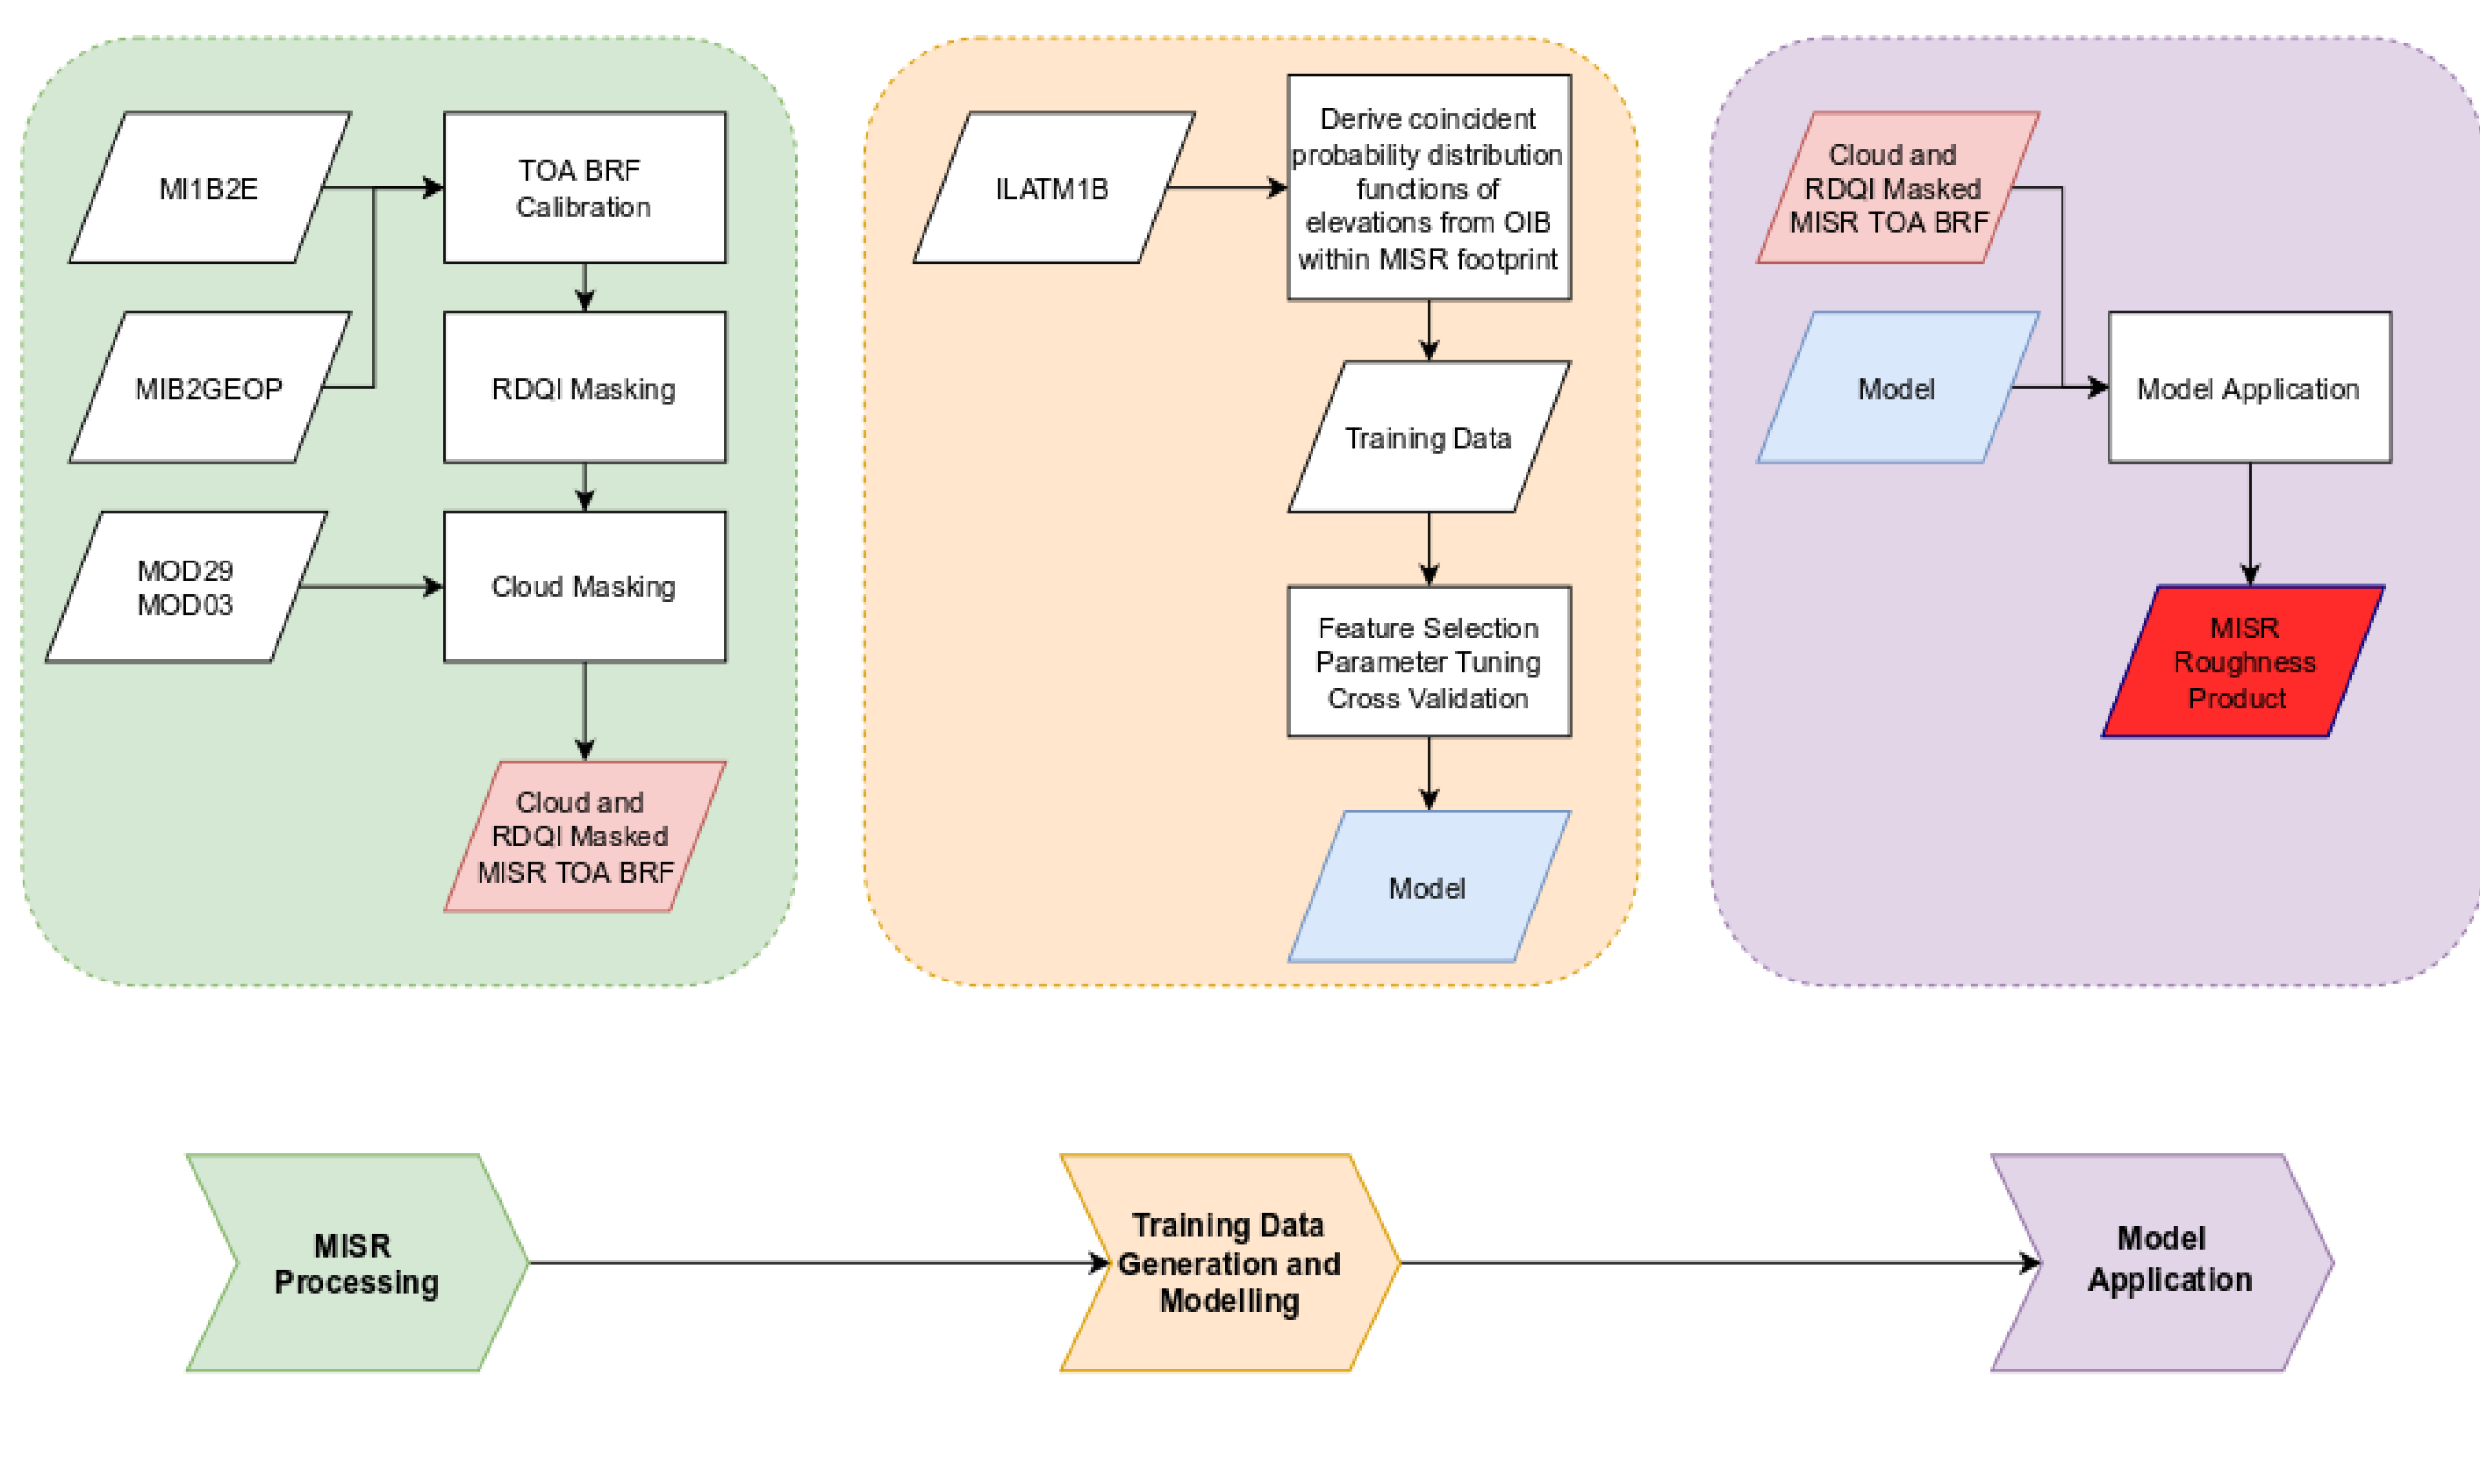 MI1B2E
TOA BRF
Calibration
MIB2GEOP
RDQI Masking
MOD29
MOD03
Cloud Masking
Cloud and
RDQI Masked
MISR TOA BRF
ILATM1B
Derive coincident
probability distribution
functions of
elevations from OIB
within MISR footprint
Training Data
Feature Selection
Parameter Tuning
Cross Validation
Model
Cloud and
RDQI Masked
MISR TOA BRF
Model
Model Application
MISR
Roughness
Product
MISR
Processing
Training Data
Generation and
Modelling
Model
Application